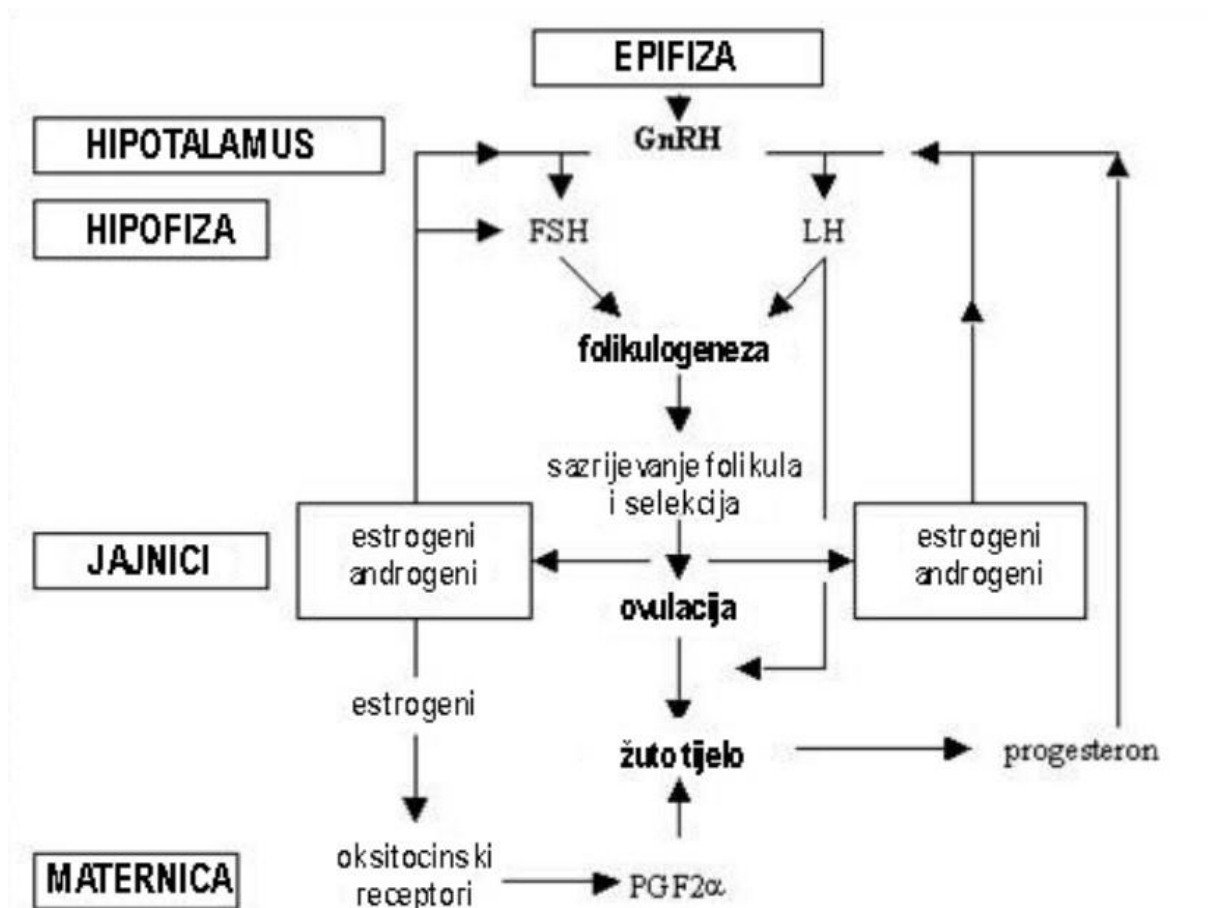 EPIFIZA
HIPOTALAMUS
GnRH
HIPOFIZA
FSH
LH
folikulogeneza
sazrijevanje folikula
i selekcija
JAJNICI
estrogeni
androgeni
estrogeni
androgeni
ovulacija
estrogeni
žuto tijelo
progesteron
MATERNICA
oksitocinski
receptori
PGF2α